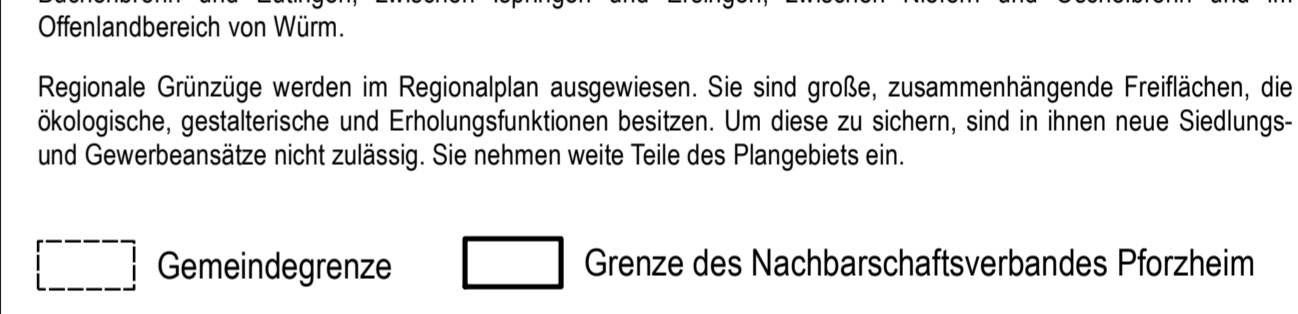 Offenlandbereich von Würm.
Regionale Grünzüge werden im Regionalplan ausgewiesen. Sie sind große, zusammenhängende Freiflächen, die
ökologische, gestalterische und Erholungsfunktionen besitzen. Um diese zu sichern, sind in ihnen neue Siedlungs-
und Gewerbeansätze nicht zulässig. Sie nehmen weite Teile des Plangebiets ein.
Gemeindegrenze
Grenze des Nachbarschaftsverbandes Pforzheim